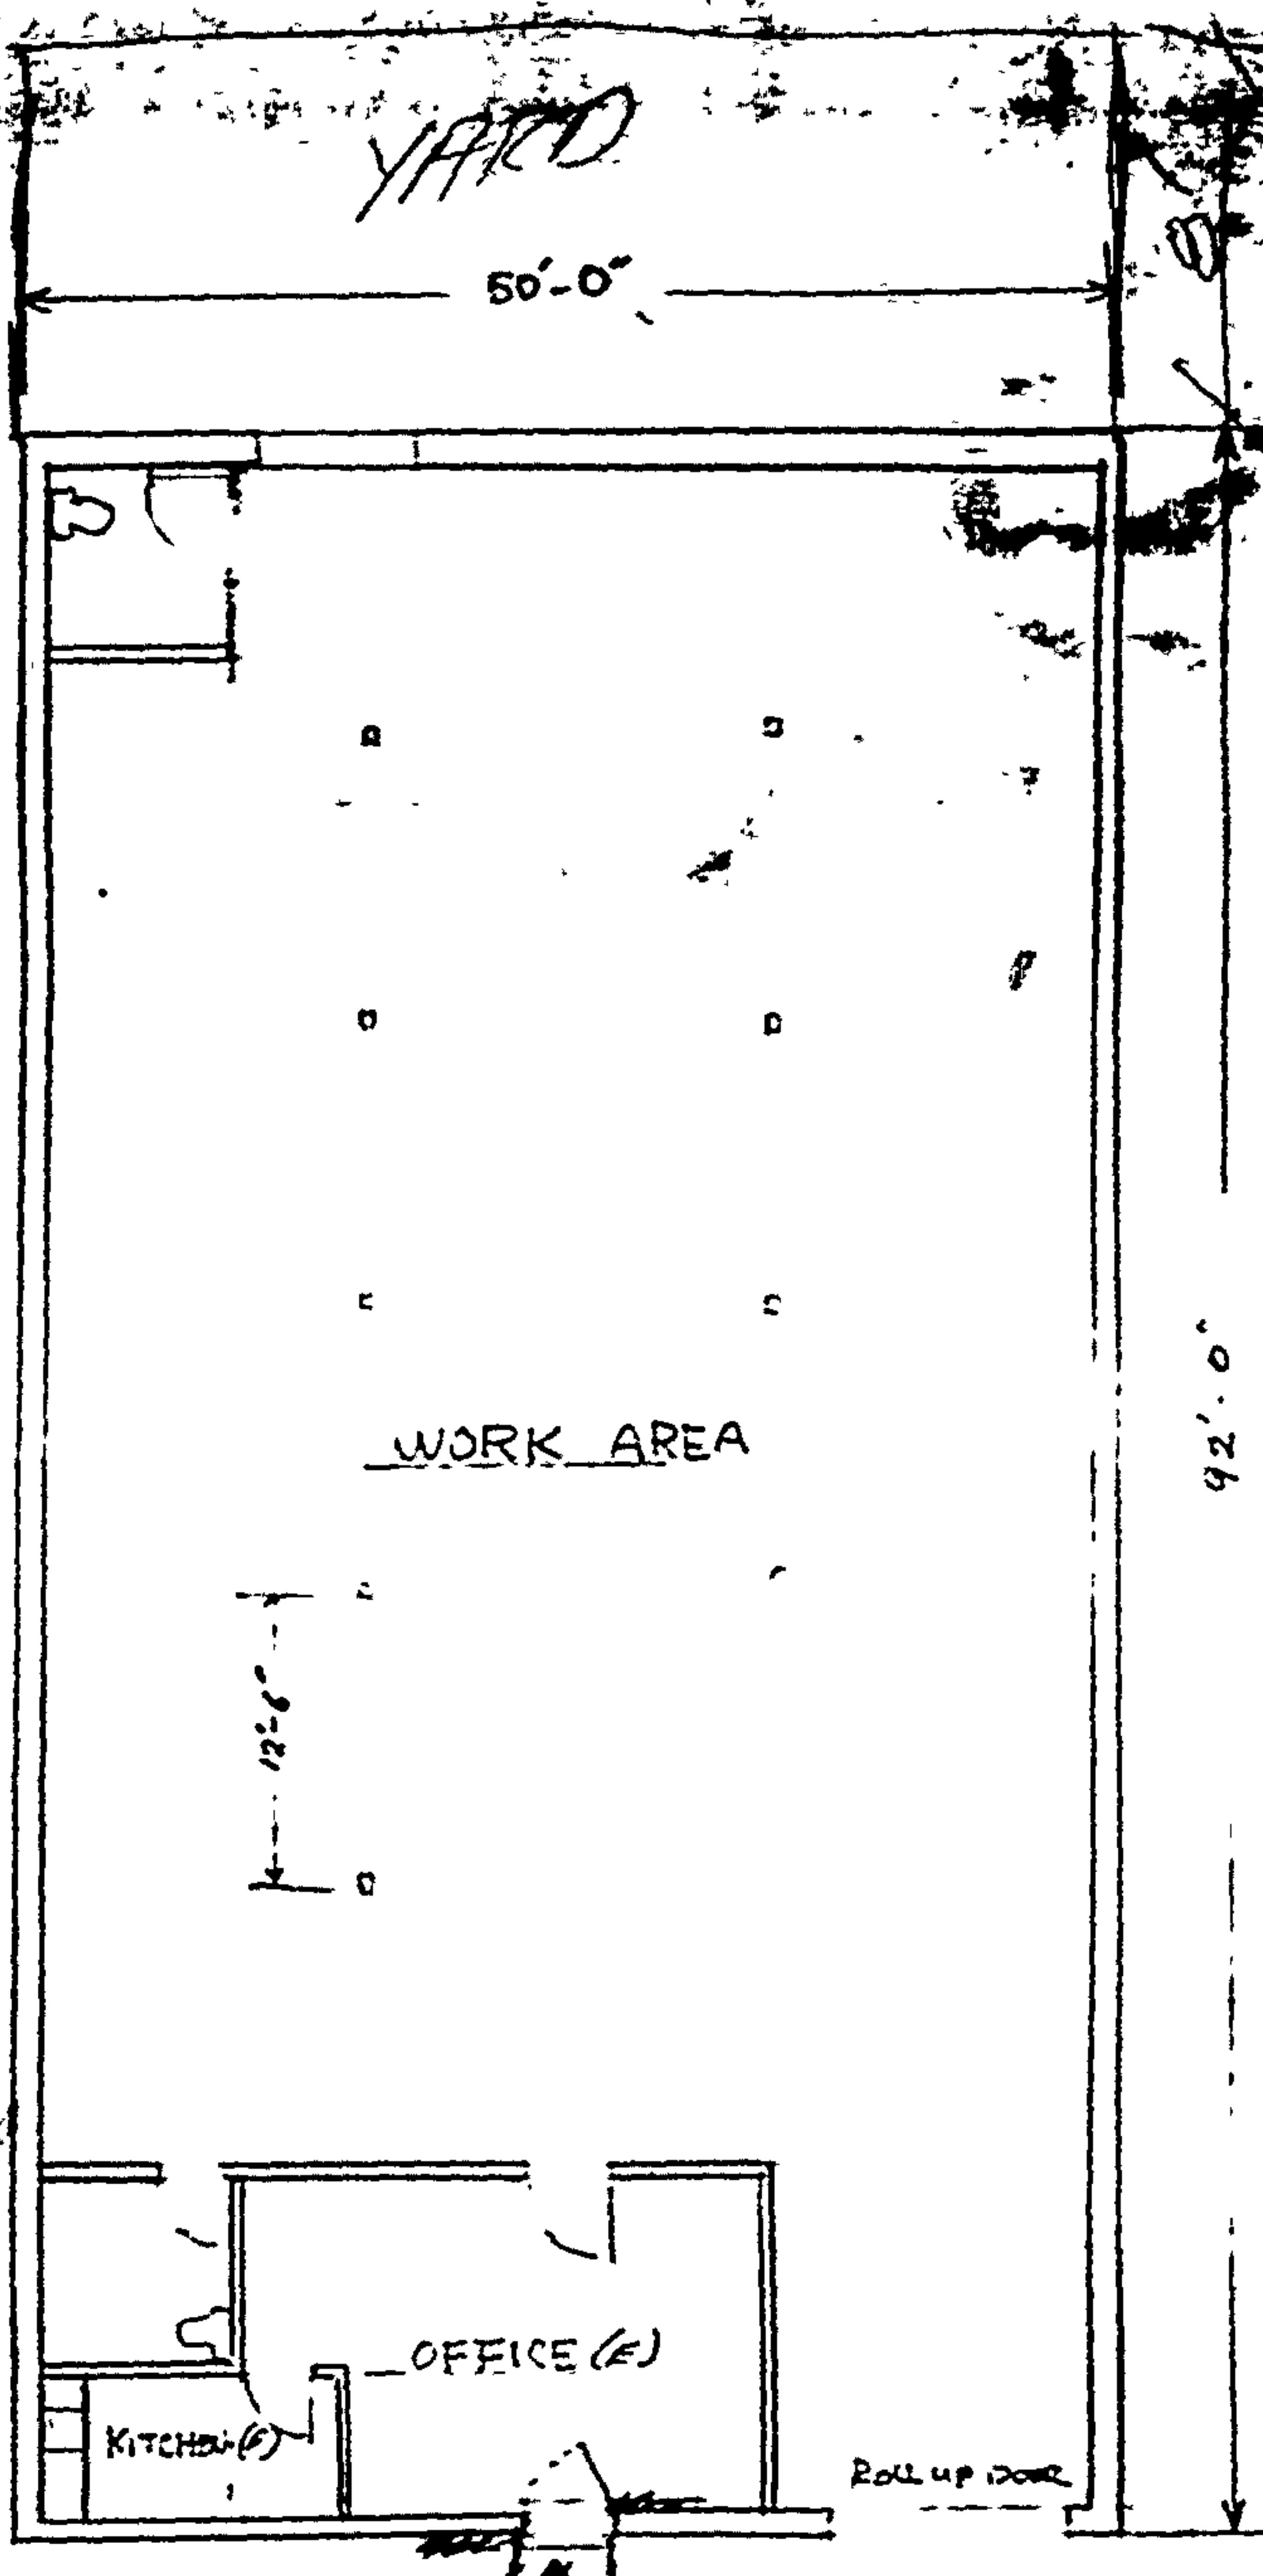 YARD
50'-0"
92'-0"
WORK AREA
12'-6"
OFFICE (E)
KITCHEN (E)
ROLL UP DOOR